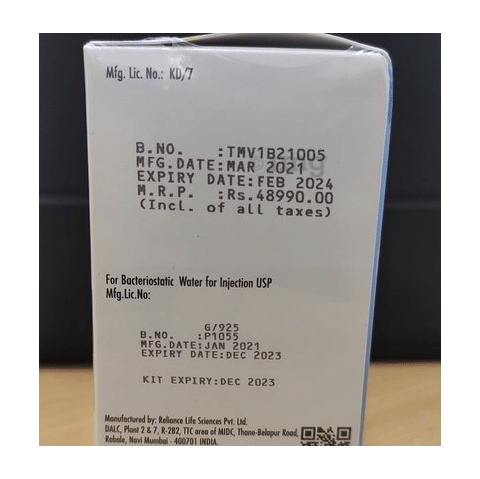 Mfg. Lic. No.: KD/7
B.NO. :TMV1B21005
MFG.DATE:MAR 2021
EXPIRY DATE:FEB 2024
M.R.P. :Rs.48990.00
(Incl. of all taxes)
For Bacteriostatic Water for Injection USP
Mfg.Lic.No:
G/925
B.NO. :P1055
MFG.DATE:JAN 2021
EXPIRY DATE:DEC 2023
KIT EXPIRY:DEC 2023
Manufactured by: Reliance Life Sciences Pvt. Ltd.
DALC, Plant 2 & 7, R-282, TTC area of MIDC, Thane-Belapur Road,
Rabale, Navi Mumbai - 400701 INDIA.